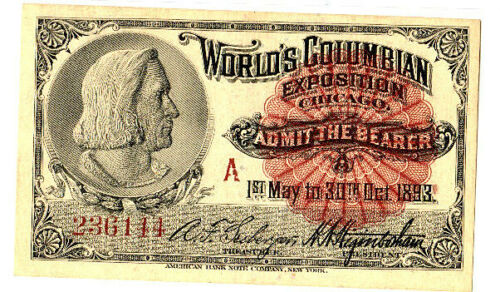 WORLD'S COLUMBIAN
EXPOSITION
CHICAGO.
ADMIT THE BEARER
A
1ST May to 30TH Oct 1893.
236144
TREASURER PRESIDENT
AMERICAN BANK NOTE COMPANY, NEW YORK.